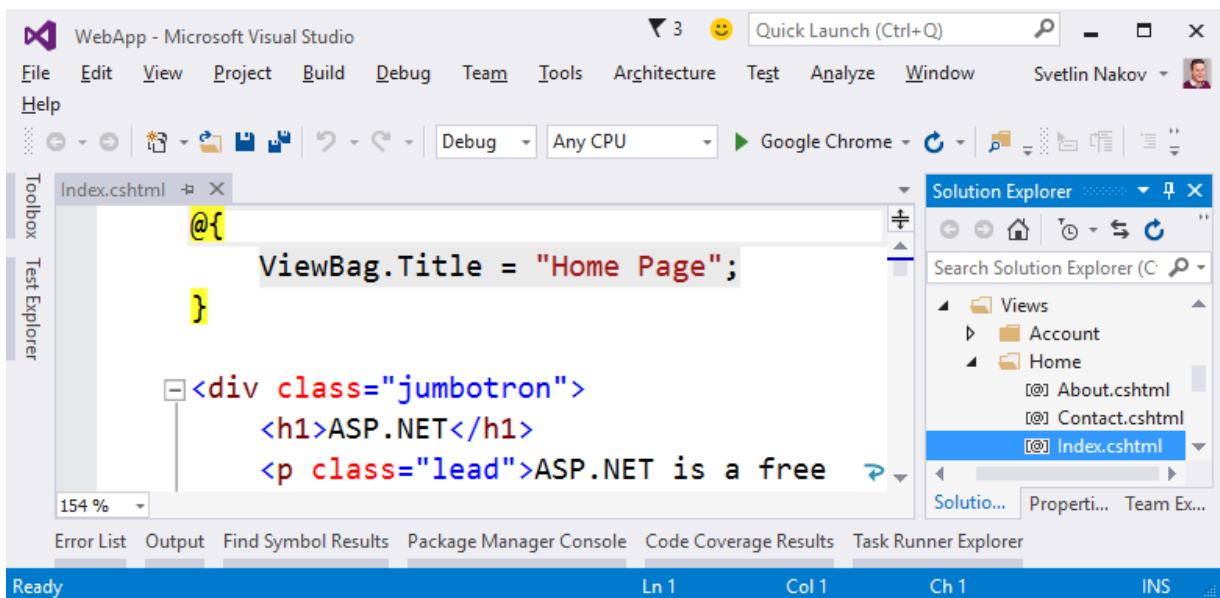 WebApp - Microsoft Visual Studio 3 Quick Launch (Ctrl+Q)
File Edit View Project Build Debug Team Tools Architecture Test Analyze Window Svetlin Nakov
Help
Debug Any CPU Google Chrome
Toolbox
Test Explorer
Index.cshtml
@{
ViewBag.Title = "Home Page";
}
<div class="jumbotron">
<h1>ASP.NET</h1>
<p class="lead">ASP.NET is a free
154 %
Solution Explorer
Search Solution Explorer (C
Views
Account
Home
[@] About.cshtml
[@] Contact.cshtml
[@] Index.cshtml
Solutio... Properti... Team Ex...
Error List Output Find Symbol Results Package Manager Console Code Coverage Results Task Runner Explorer
Ready Ln 1 Col 1 Ch 1 INS